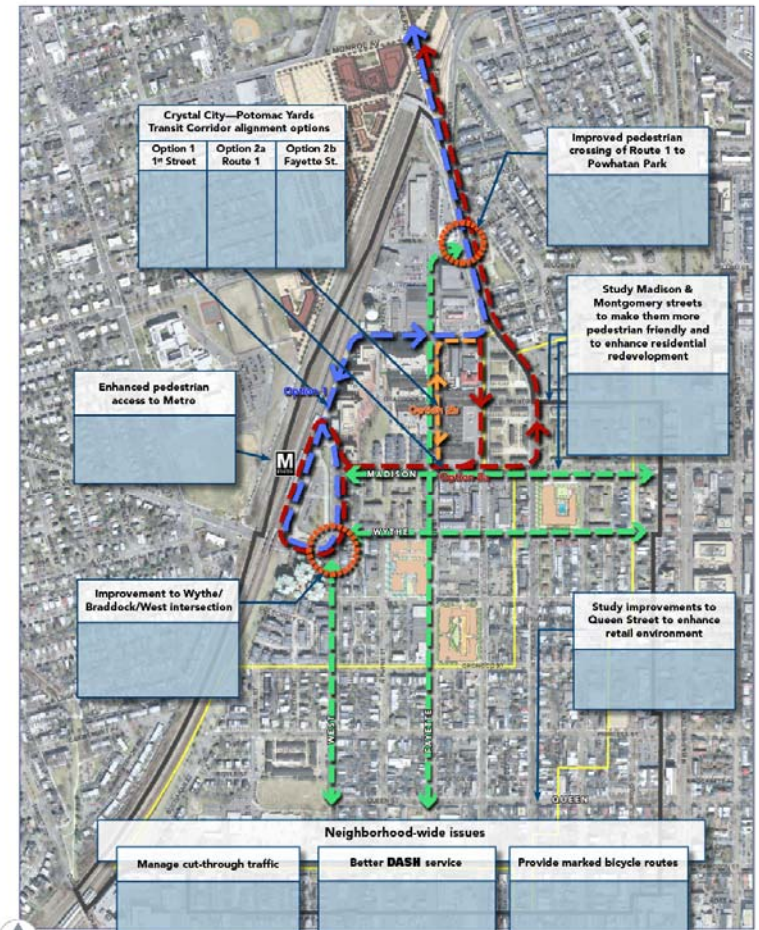 MONROE AV
Crystal City—Potomac Yards
Transit Corridor alignment options
Option 1
1st Street
Option 2a
Route 1
Option 2b
Fayette St.
Improved pedestrian
crossing of Route 1 to
Powhatan Park
Study Madison &
Montgomery streets
to make them more
pedestrian friendly and
to enhance residential
redevelopment
Enhanced pedestrian
access to Metro
Option 1
M
MADISON
WYTHE
Improvement to Wythe/
Braddock/West intersection
Study improvements to
Queen Street to enhance
retail environment
WEST
FAYETTE
QUEEN
Neighborhood-wide issues
Manage cut-through traffic
Better DASH service
Provide marked bicycle routes